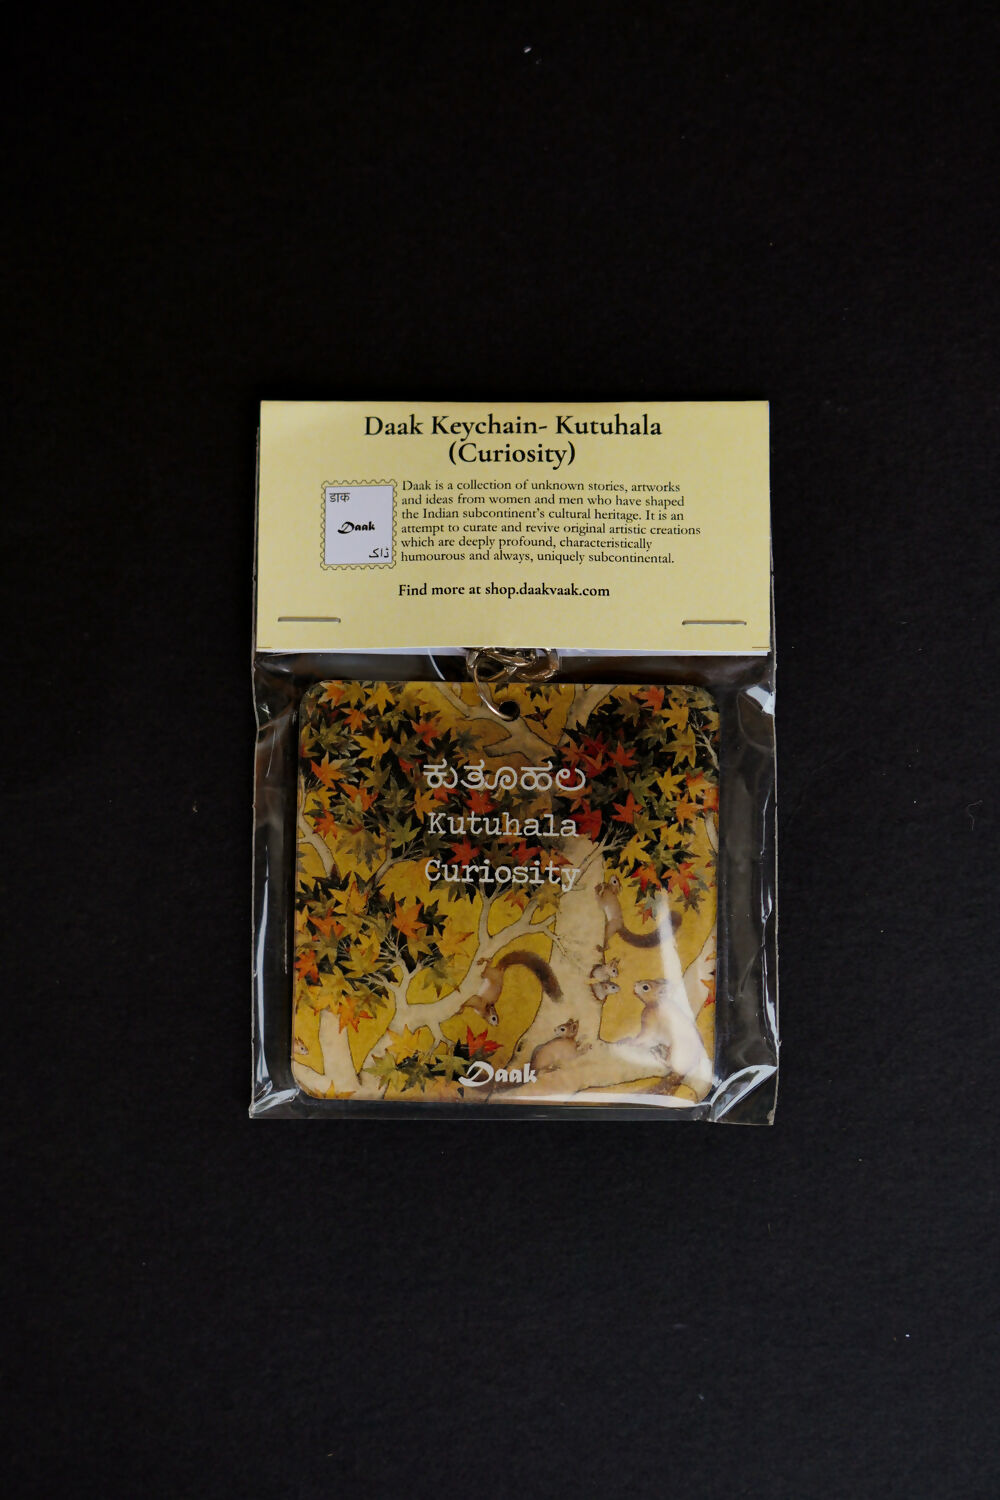 Daak Keychain- Kutuhala
(Curiosity)
डाक
Daak
ڈاک
Daak is a collection of unknown stories, artworks
and ideas from women and men who have shaped
the Indian subcontinent's cultural heritage. It is an
attempt to curate and revive original artistic creations
which are deeply profound, characteristically
humourous and always, uniquely subcontinental.
Find more at shop.daakvaak.com
ಕುತೂಹಲ
Kutuhala
Curiosity
Daak